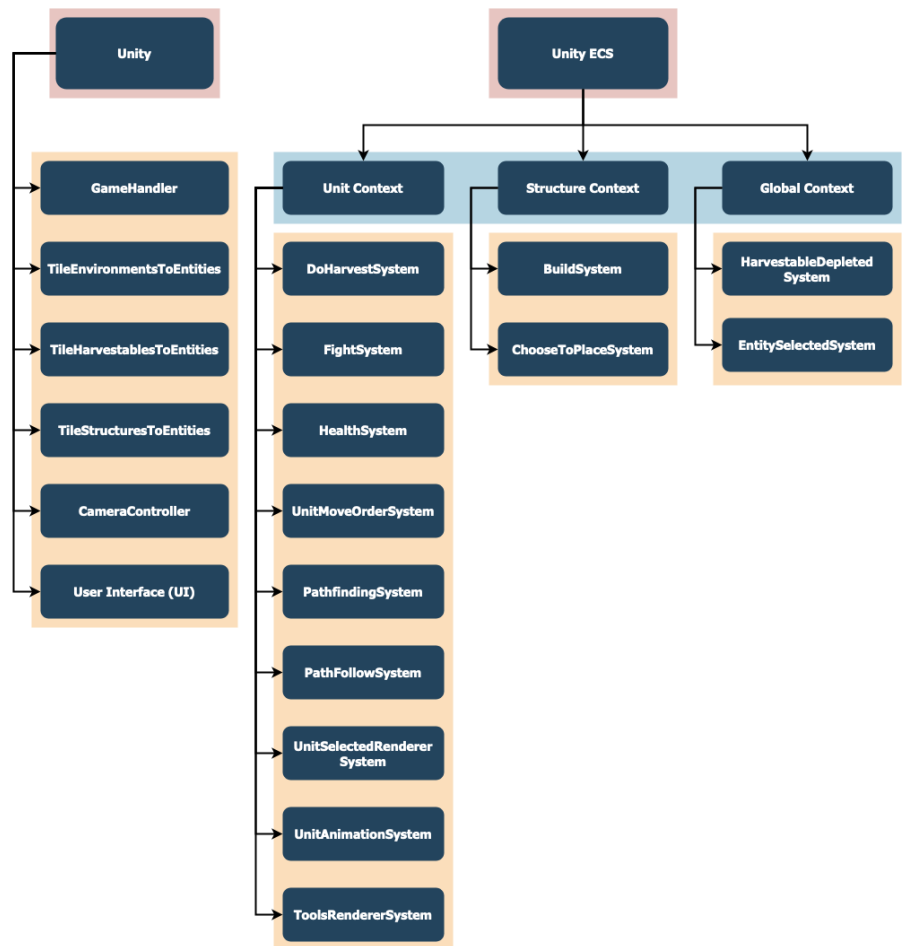 Unity
GameHandler
TileEnvironmentsToEntities
TileHarvestablesToEntities
TileStructuresToEntities
CameraController
User Interface (UI)
Unity ECS
Unit Context
DoHarvestSystem
FightSystem
HealthSystem
UnitMoveOrderSystem
PathfindingSystem
PathFollowSystem
UnitSelectedRenderer
System
UnitAnimationSystem
ToolsRendererSystem
Structure Context
BuildSystem
ChooseToPlaceSystem
Global Context
HarvestableDepleted
System
EntitySelectedSystem